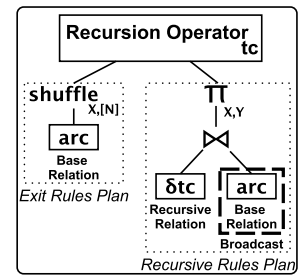 Recursion Operator
tc
shuffle
X,[N]
arc
Base
Relation
Exit Rules Plan
π
X,Y
⋈
δtc
Recursive
Relation
arc
Base
Relation
Broadcast
Recursive Rules Plan